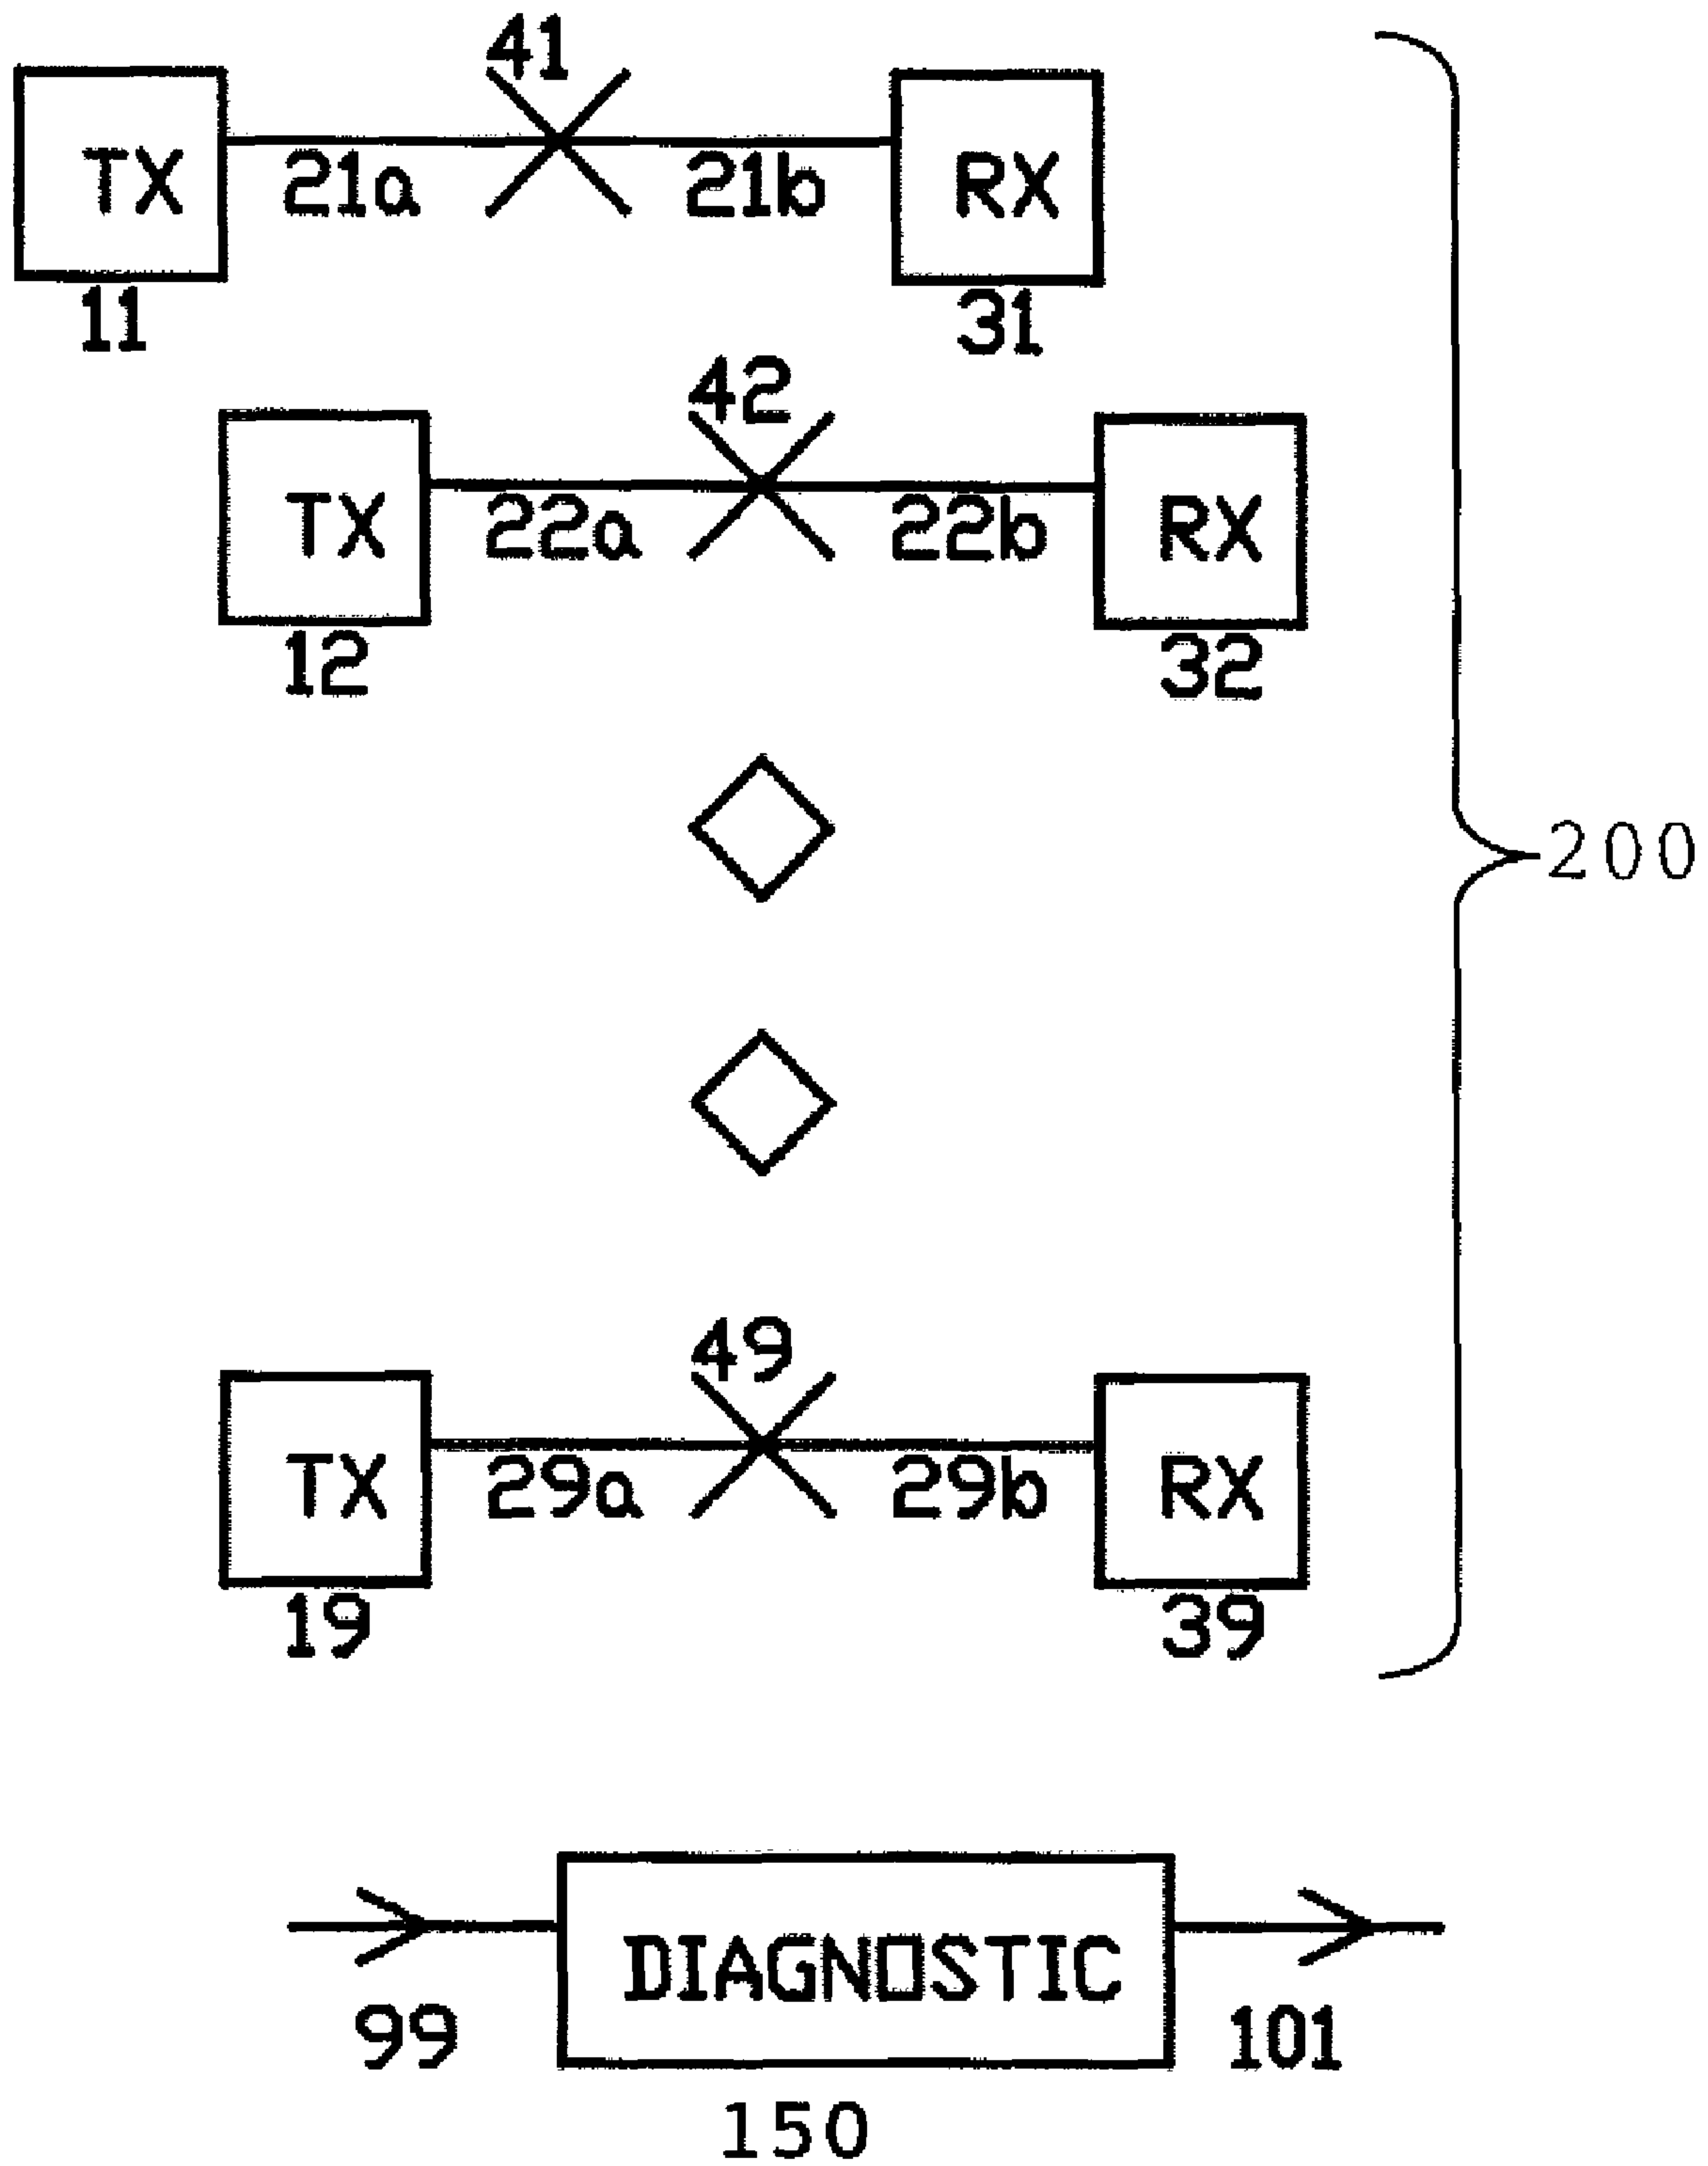 41
TX 21a 21b RX
11 31
42
TX 22a 22b RX
12 32
200
49
TX 29a 29b RX
19 39
DIAGNOSTIC
99 101
150